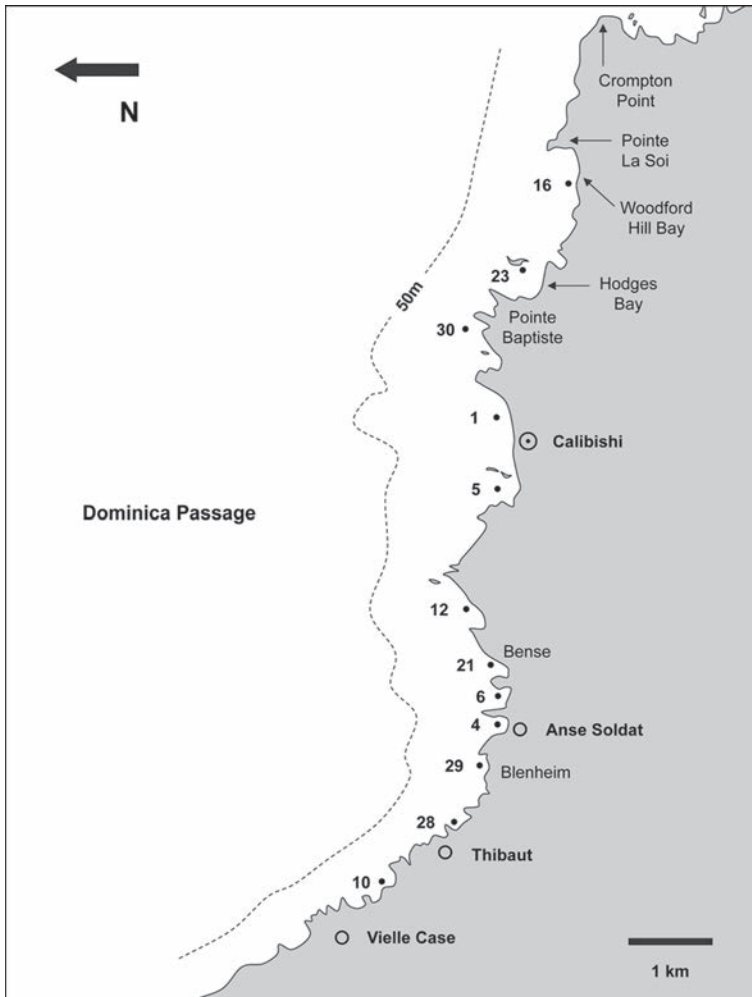 Crompton
Point
N
Pointe
La Soi
16
Woodford
Hill Bay
23
Hodges
Bay
50m
Pointe
Baptiste
30
1
Calibishi
5
Dominica Passage
12
Bense
21
6
4
Anse Soldat
29
Blenheim
28
Thibaut
10
Vielle Case
1 km